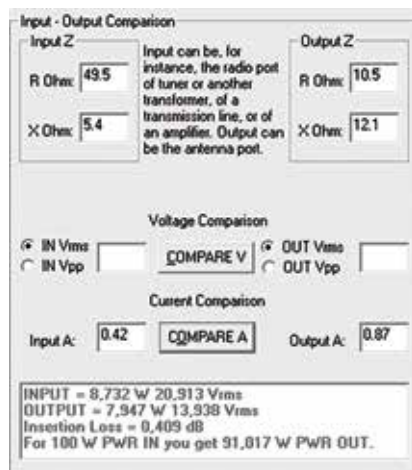 Input - Output Comparison
Input Z
R Ohm: 49.5
X Ohm: 5.4
Input can be, for
instance, the radio port
of tuner or another
transformer, of a
transmission line, or of
an amplifier. Output can
be the antenna port.
Output Z
R Ohm: 10.5
X Ohm: 12.1
Voltage Comparison
IN Vrms
IN Vpp
COMPARE V
OUT Vrms
OUT Vpp
Current Comparison
Input A: 0.42
COMPARE A
Output A: 0.87
INPUT = 8,732 W 20,913 Vrms
OUTPUT = 7,947 W 13,938 Vrms
Insertion Loss = 0,409 dB
For 100 W PWR IN you get 91,017 W PWR OUT.